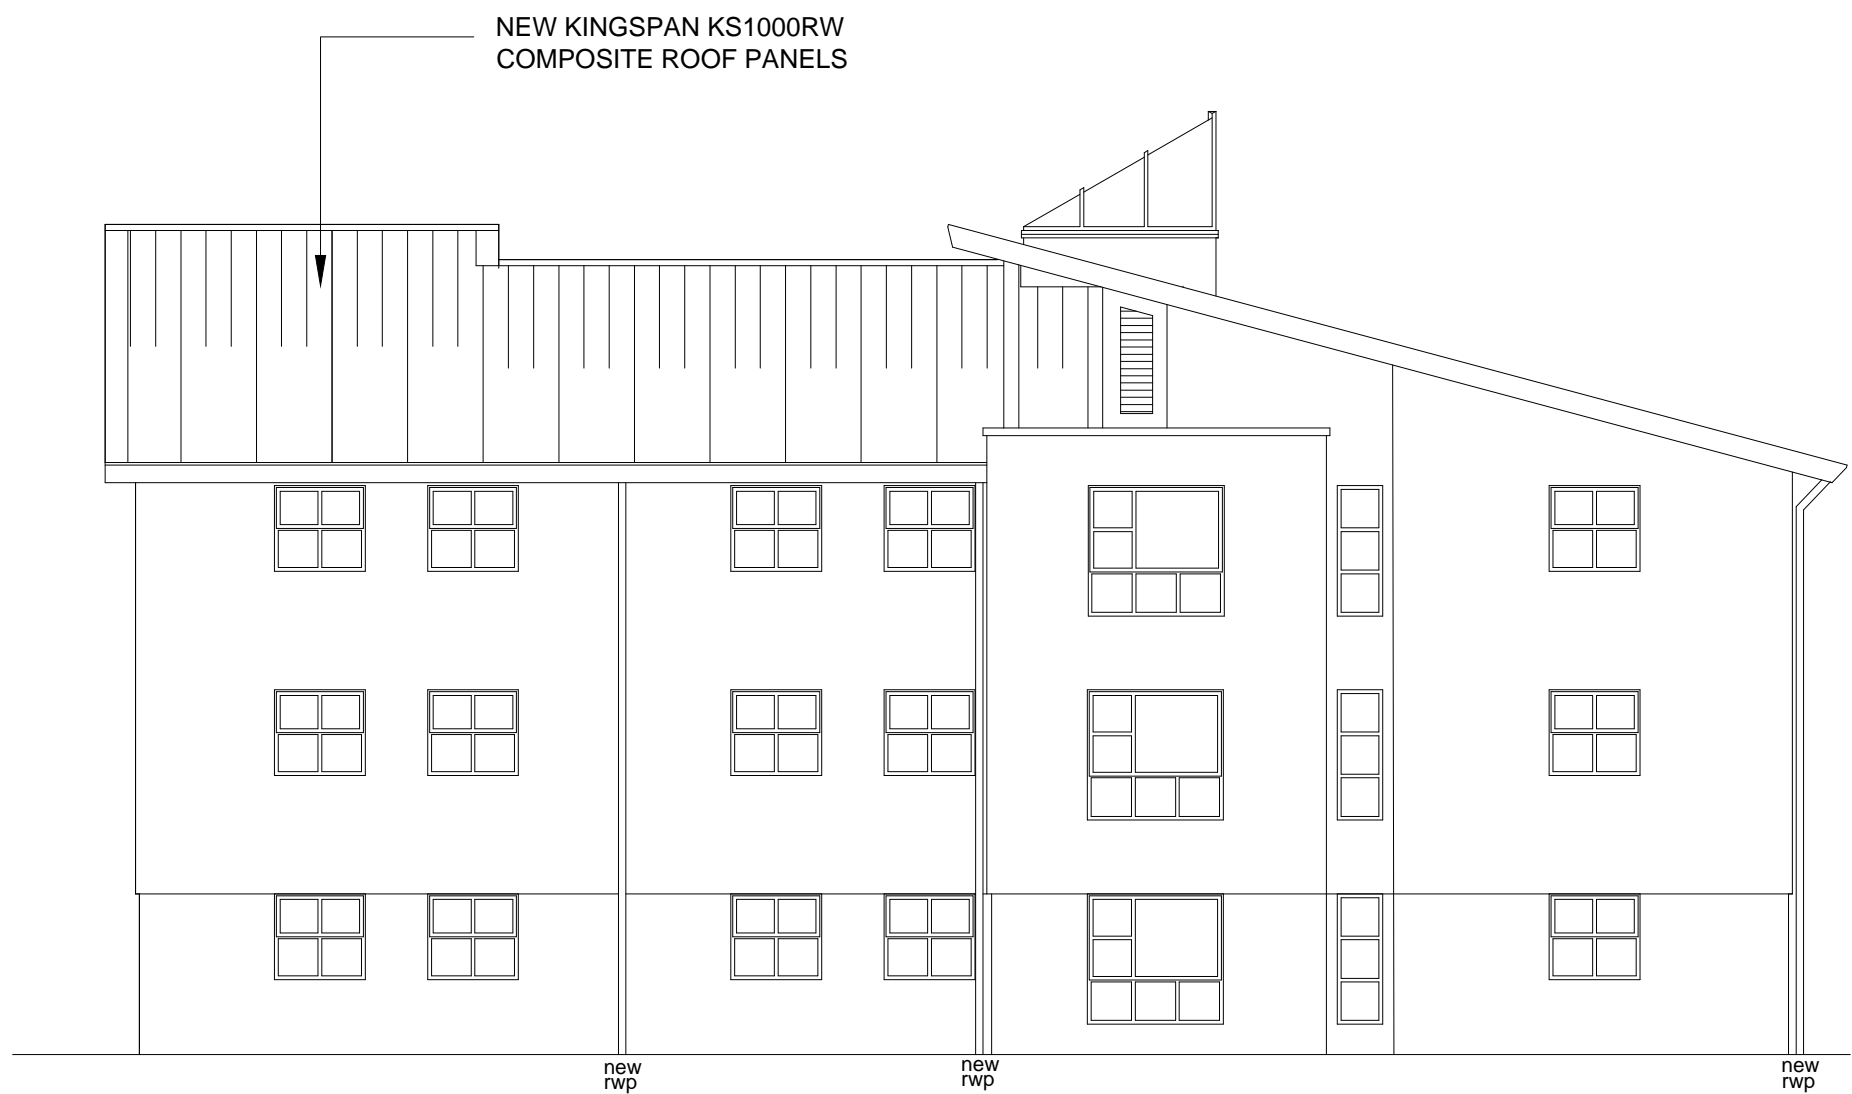 NEW KINGSPAN KS1000RW
COMPOSITE ROOF PANELS
new
rwp
new
rwp
new
rwp